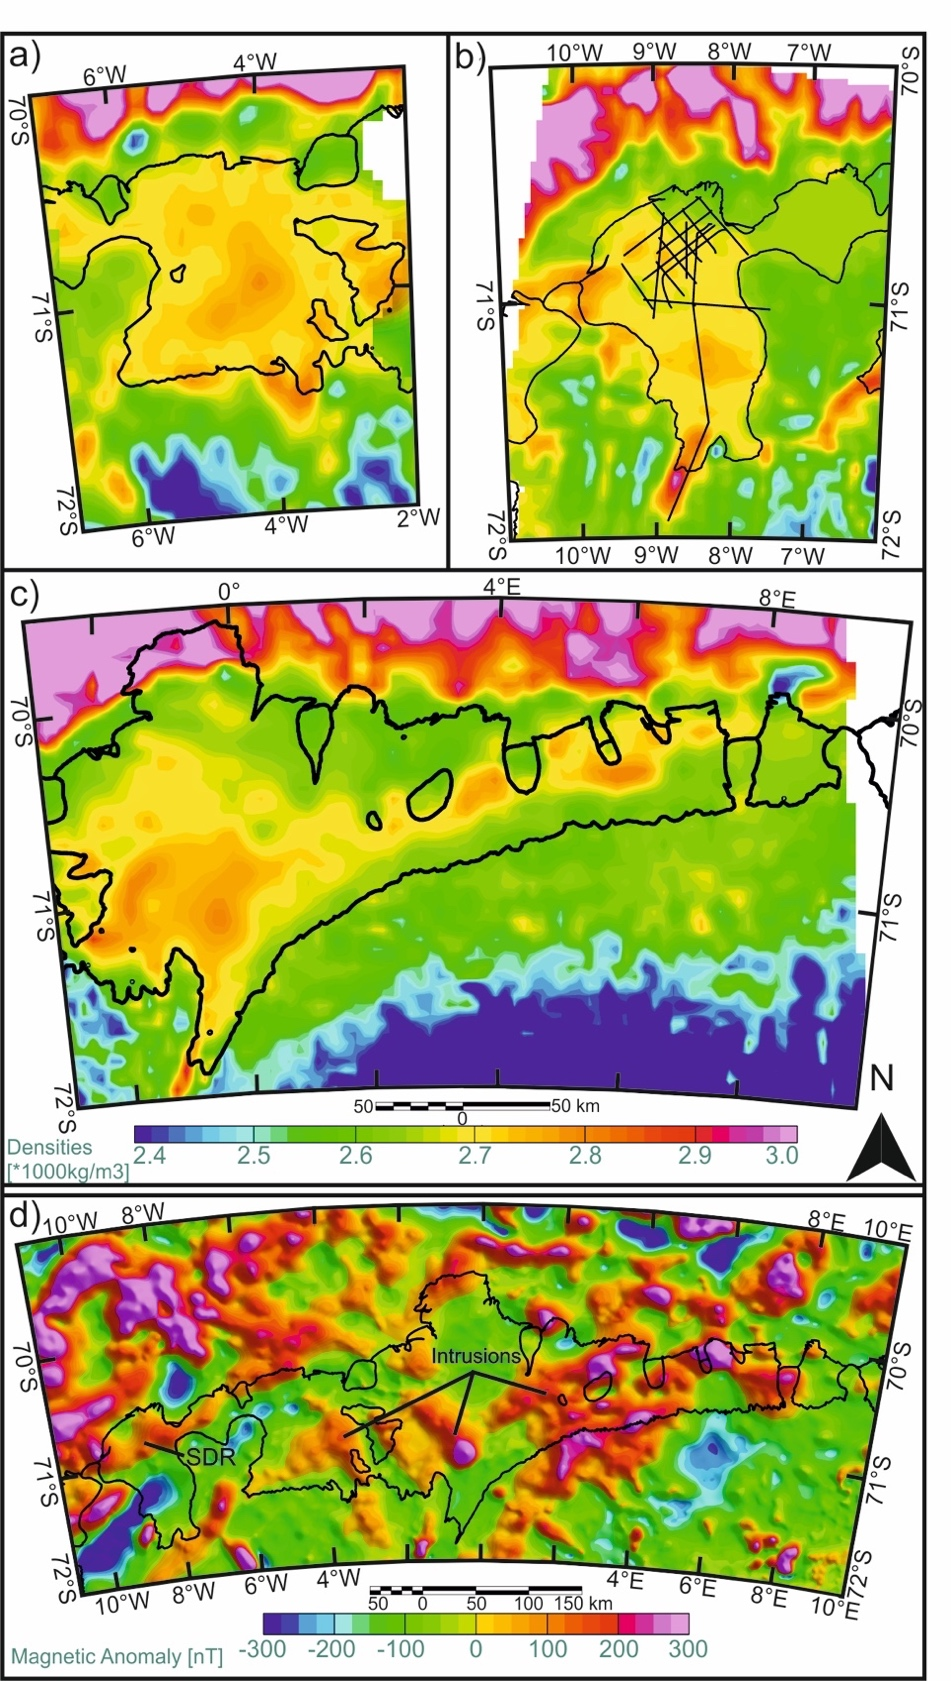 a)
6°W
4°W
70°S
71°S
72°S
6°W
4°W
2°W
b)
10°W 9°W 8°W 7°W
70°S
71°S
71°S
72°S
72°S
10°W 9°W 8°W 7°W
c)
0°
4°E
8°E
70°S
70°S
71°S
71°S
72°S
N
50
0
50 km
Densities
[*1000kg/m3]
2.4 2.5 2.6 2.7 2.8 2.9 3.0
d)
10°W
8°W
8°E
10°E
70°S
70°S
Intrusions
SDR
71°S
71°S
72°S
72°S
10°W 8°W 6°W 4°W
4°E 6°E 8°E 10°E
50 0 50 100 150 km
Magnetic Anomaly [nT]
-300 -200 -100 0 100 200 300